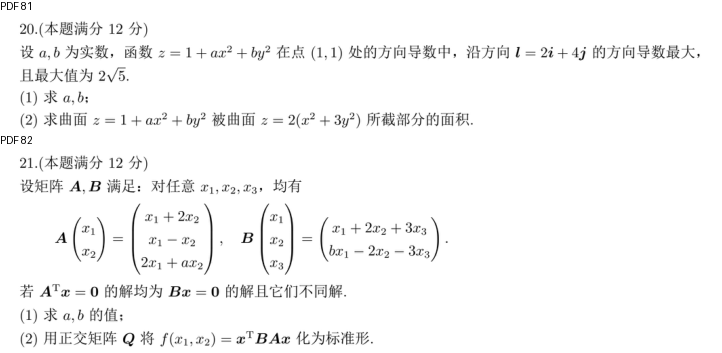 PDF81
20.(本题满分 12 分)
设 a, b 为实数，函数 z = 1 + ax² + by² 在点 (1, 1) 处的方向导数中，沿方向 l = 2i + 4j 的方向导数最大，
且最大值为 2√5.
(1) 求 a, b;
(2) 求曲面 z = 1 + ax² + by² 被曲面 z = 2(x² + 3y²) 所截部分的面积.
PDF82
21.(本题满分 12 分)
设矩阵 A, B 满足：对任意 x₁, x₂, x₃，均有
A (x₁ x₂) = (x₁ + 2x₂ x₁ − x₂ 2x₁ + ax₂), B (x₁ x₂ x₃) = (x₁ + 2x₂ + 3x₃ bx₁ − 2x₂ − 3x₃).
若 Aᵀx = 0 的解均为 Bx = 0 的解且它们不同解.
(1) 求 a, b 的值;
(2) 用正交矩阵 Q 将 f(x₁, x₂) = xᵀBAx 化为标准形.